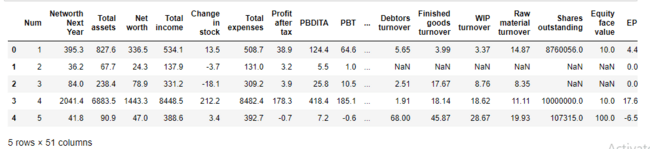 Num Networth Next Year Total assets Net worth Total income Change in stock Total expenses Profit after tax PBDITA PBT ... Debtors turnover Finished goods turnover WIP turnover Raw material turnover Shares outstanding Equity face value EP
0 1 395.3 827.6 336.5 534.1 13.5 508.7 38.9 124.4 64.6 ... 5.65 3.99 3.37 14.87 8760056.0 10.0 4.4
1 2 36.2 67.7 24.3 137.9 -3.7 131.0 3.2 5.5 1.0 ... NaN NaN NaN NaN NaN NaN 0.0
2 3 84.0 238.4 78.9 331.2 -18.1 309.2 3.9 25.8 10.5 ... 2.51 17.67 8.76 8.35 NaN NaN 0.0
3 4 2041.4 6883.5 1443.3 8448.5 212.2 8482.4 178.3 418.4 185.1 ... 1.91 18.14 18.62 11.11 10000000.0 10.0 17.6
4 5 41.8 90.9 47.0 388.6 3.4 392.7 -0.7 7.2 -0.6 ... 68.00 45.87 28.67 19.93 107315.0 100.0 -6.5
5 rows × 51 columns